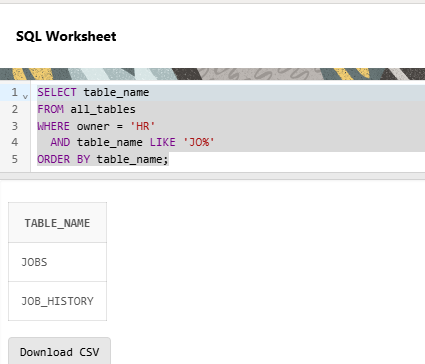 SQL Worksheet
1 SELECT table_name
2 FROM all_tables
3 WHERE owner = 'HR'
4   AND table_name LIKE 'JO%'
5 ORDER BY table_name;
TABLE_NAME
JOBS
JOB_HISTORY
Download CSV